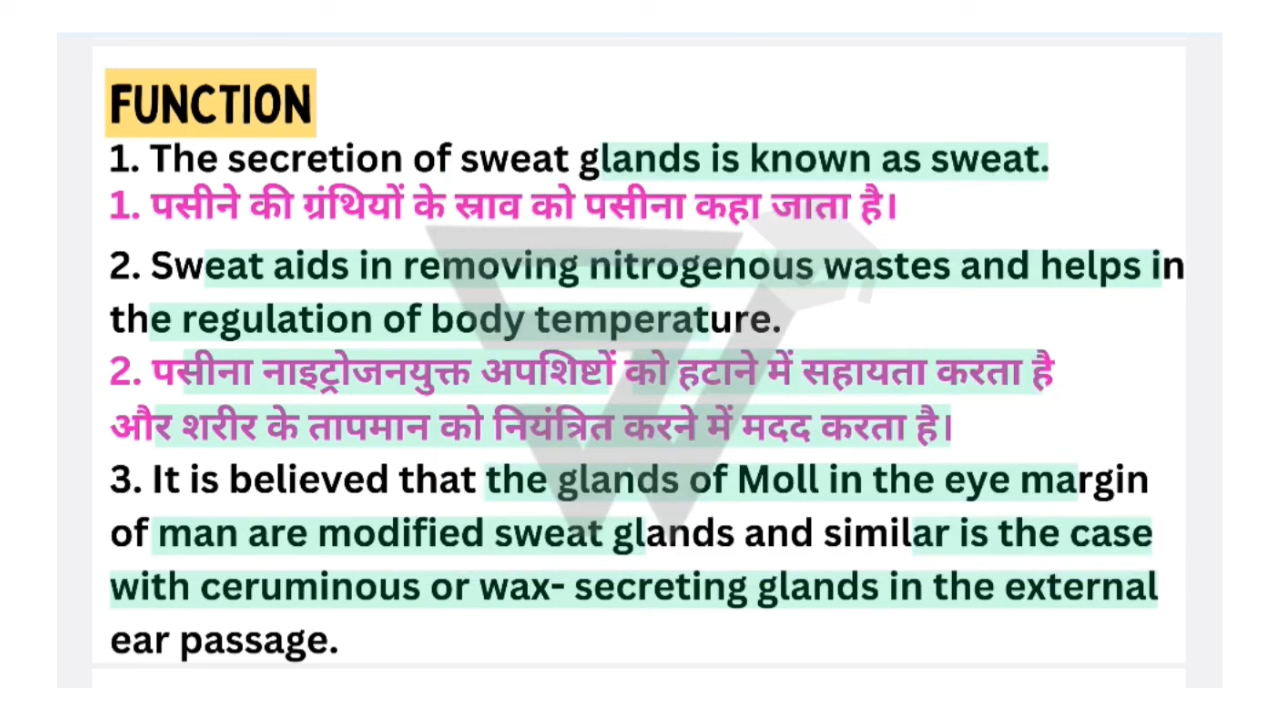 FUNCTION
1. The secretion of sweat glands is known as sweat.
1. पसीने की ग्रंथियों के स्राव को पसीना कहा जाता है।
2. Sweat aids in removing nitrogenous wastes and helps in
the regulation of body temperature.
2. पसीना नाइट्रोजनयुक्त अपशिष्टों को हटाने में सहायता करता है
और शरीर के तापमान को नियंत्रित करने में मदद करता है।
3. It is believed that the glands of Moll in the eye margin
of man are modified sweat glands and similar is the case
with ceruminous or wax- secreting glands in the external
ear passage.